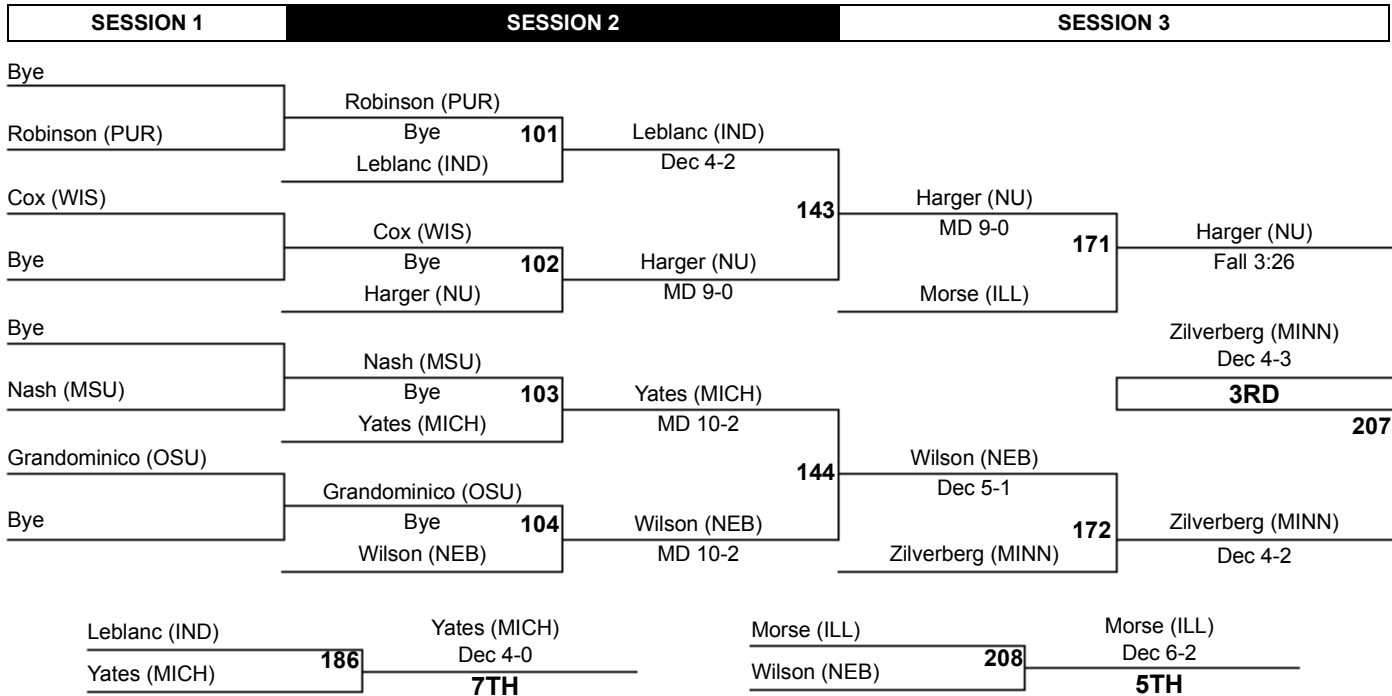 SESSION 1
SESSION 2
SESSION 3
Bye
Robinson (PUR)
Cox (WIS)
Bye
Bye
Nash (MSU)
Grandominico (OSU)
Bye
Robinson (PUR)
Bye
101
Leblanc (IND)
Cox (WIS)
Bye
102
Harger (NU)
Nash (MSU)
Bye
103
Yates (MICH)
Grandominico (OSU)
Bye
104
Wilson (NEB)
Leblanc (IND)
Dec 4-2
143
Harger (NU)
MD 9-0
Yates (MICH)
MD 10-2
144
Wilson (NEB)
MD 10-2
Harger (NU)
MD 9-0
171
Morse (ILL)
Wilson (NEB)
Dec 5-1
172
Zilverberg (MINN)
Harger (NU)
Fall 3:26
Zilverberg (MINN)
Dec 4-3
3RD
207
Zilverberg (MINN)
Dec 4-2
Leblanc (IND)
186
Yates (MICH)
Yates (MICH)
Dec 4-0
7TH
Morse (ILL)
208
Wilson (NEB)
Morse (ILL)
Dec 6-2
5TH